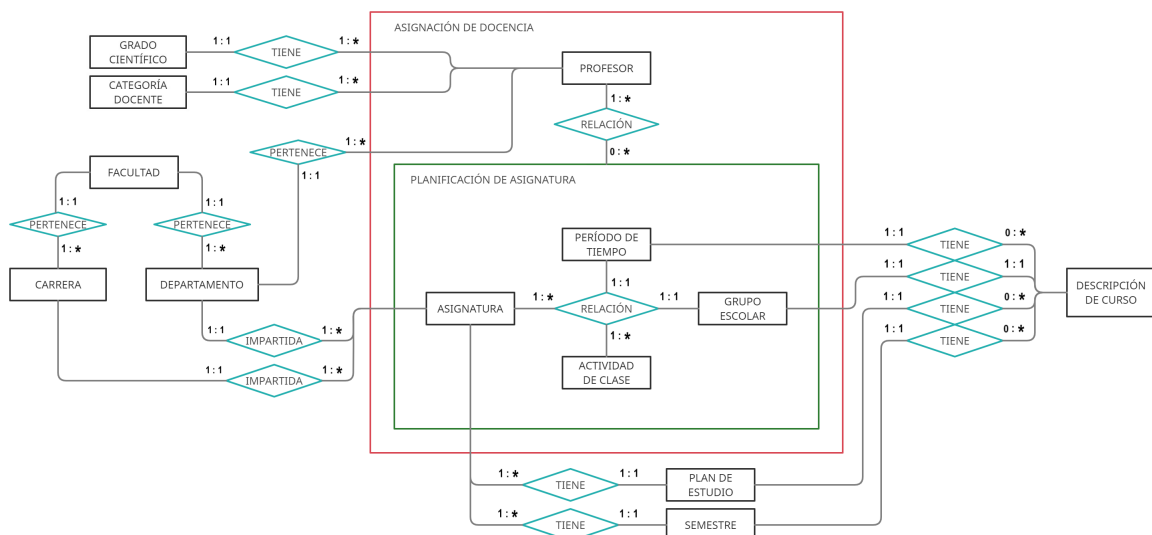 ASIGNACIÓN DE DOCENCIA
GRADO
CIENTÍFICO
1:1
TIENE
1:*
PROFESOR
CATEGORÍA
DOCENTE
1:1
TIENE
1:*
1:*
RELACIÓN
0:*
PERTENECE
1:*
1:1
FACULTAD
PLANIFICACIÓN DE ASIGNATURA
1:1
1:1
PERTENECE
PERTENECE
1:*
1:*
CARRERA
DEPARTAMENTO
PERÍODO DE
TIEMPO
1:1
TIENE
0:*
1:1
TIENE
1:1
1:1
ASIGNATURA
1:*
RELACIÓN
1:1
GRUPO
ESCOLAR
1:1
TIENE
0:*
DESCRIPCIÓN
DE CURSO
1:1
IMPARTIDA
1:*
1:*
1:1
TIENE
0:*
1:1
IMPARTIDA
1:*
ACTIVIDAD
DE CLASE
1:*
TIENE
1:1
PLAN DE
ESTUDIO
1:*
TIENE
1:1
SEMESTRE